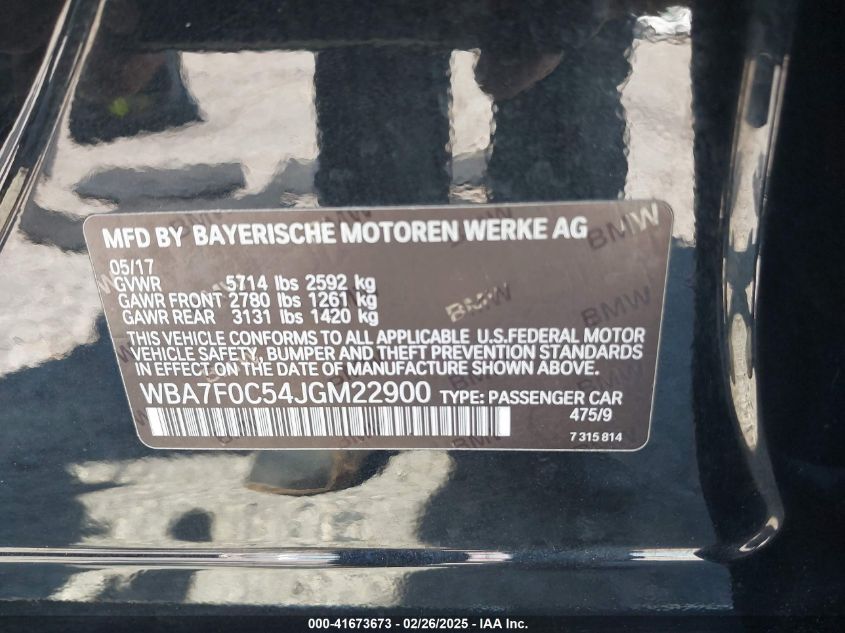 MFD BY BAYERISCHE MOTOREN WERKE AG
05/17
GVWR 5714 lbs 2592 kg
GAWR FRONT 2780 lbs 1261 kg
GAWR REAR 3131 lbs 1420 kg
THIS VEHICLE CONFORMS TO ALL APPLICABLE U.S.FEDERAL MOTOR
VEHICLE SAFETY, BUMPER AND THEFT PREVENTION STANDARDS
IN EFFECT ON THE DATE OF MANUFACTURE SHOWN ABOVE.
WBA7F0C54JGM22900 TYPE: PASSENGER CAR
475/9
7 315 814
000-41673673 - 02/26/2025 - IAA Inc.